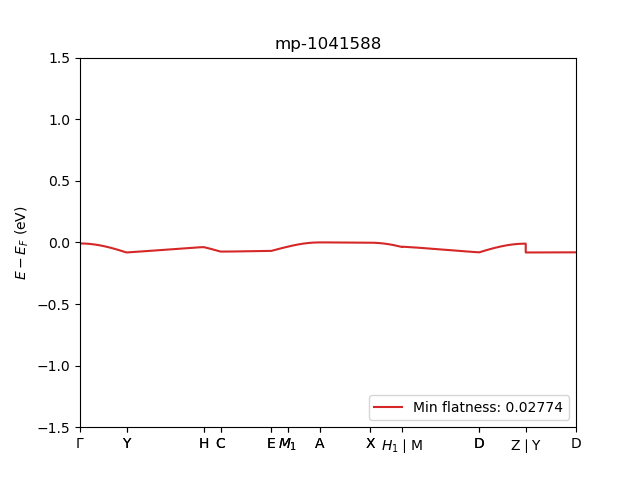 mp-1041588
E − E_F (eV)
1.5
1.0
0.5
0.0
−0.5
−1.0
−1.5
Min flatness: 0.02774
Γ Y H C E M_1 A X H_1 | M D Z | Y D